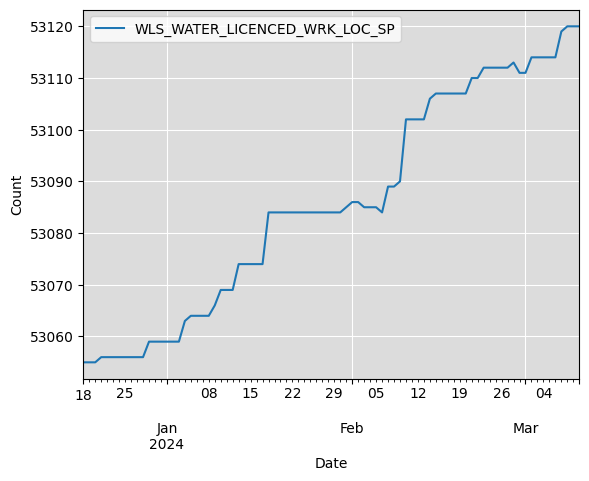 WLS_WATER_LICENCED_WRK_LOC_SP
53120
53110
53100
53090
53080
53070
53060
Count
18 25 08 15 22 29 05 12 19 26 04
Jan Feb Mar
2024
Date